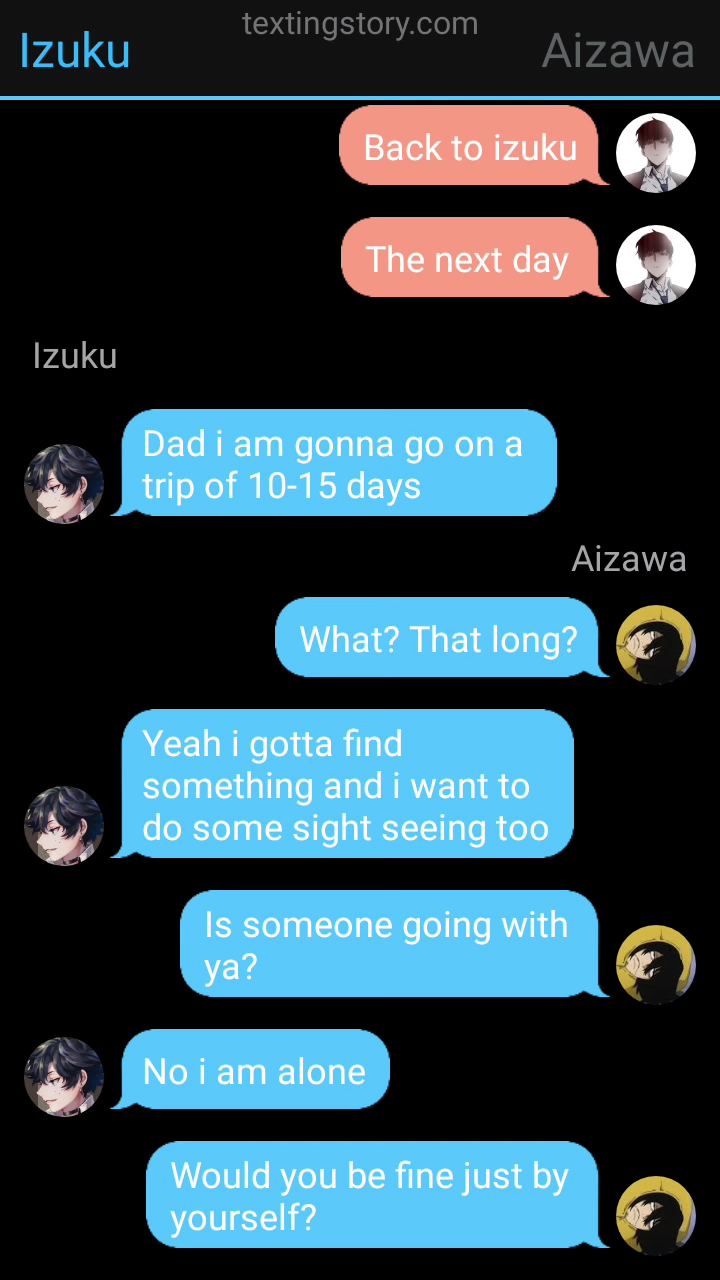 textingstory.com
Izuku
Aizawa
Back to izuku
The next day
Izuku
Dad i am gonna go on a
trip of 10-15 days
Aizawa
What? That long?
Yeah i gotta find
something and i want to
do some sight seeing too
Is someone going with
ya?
No i am alone
Would you be fine just by
yourself?